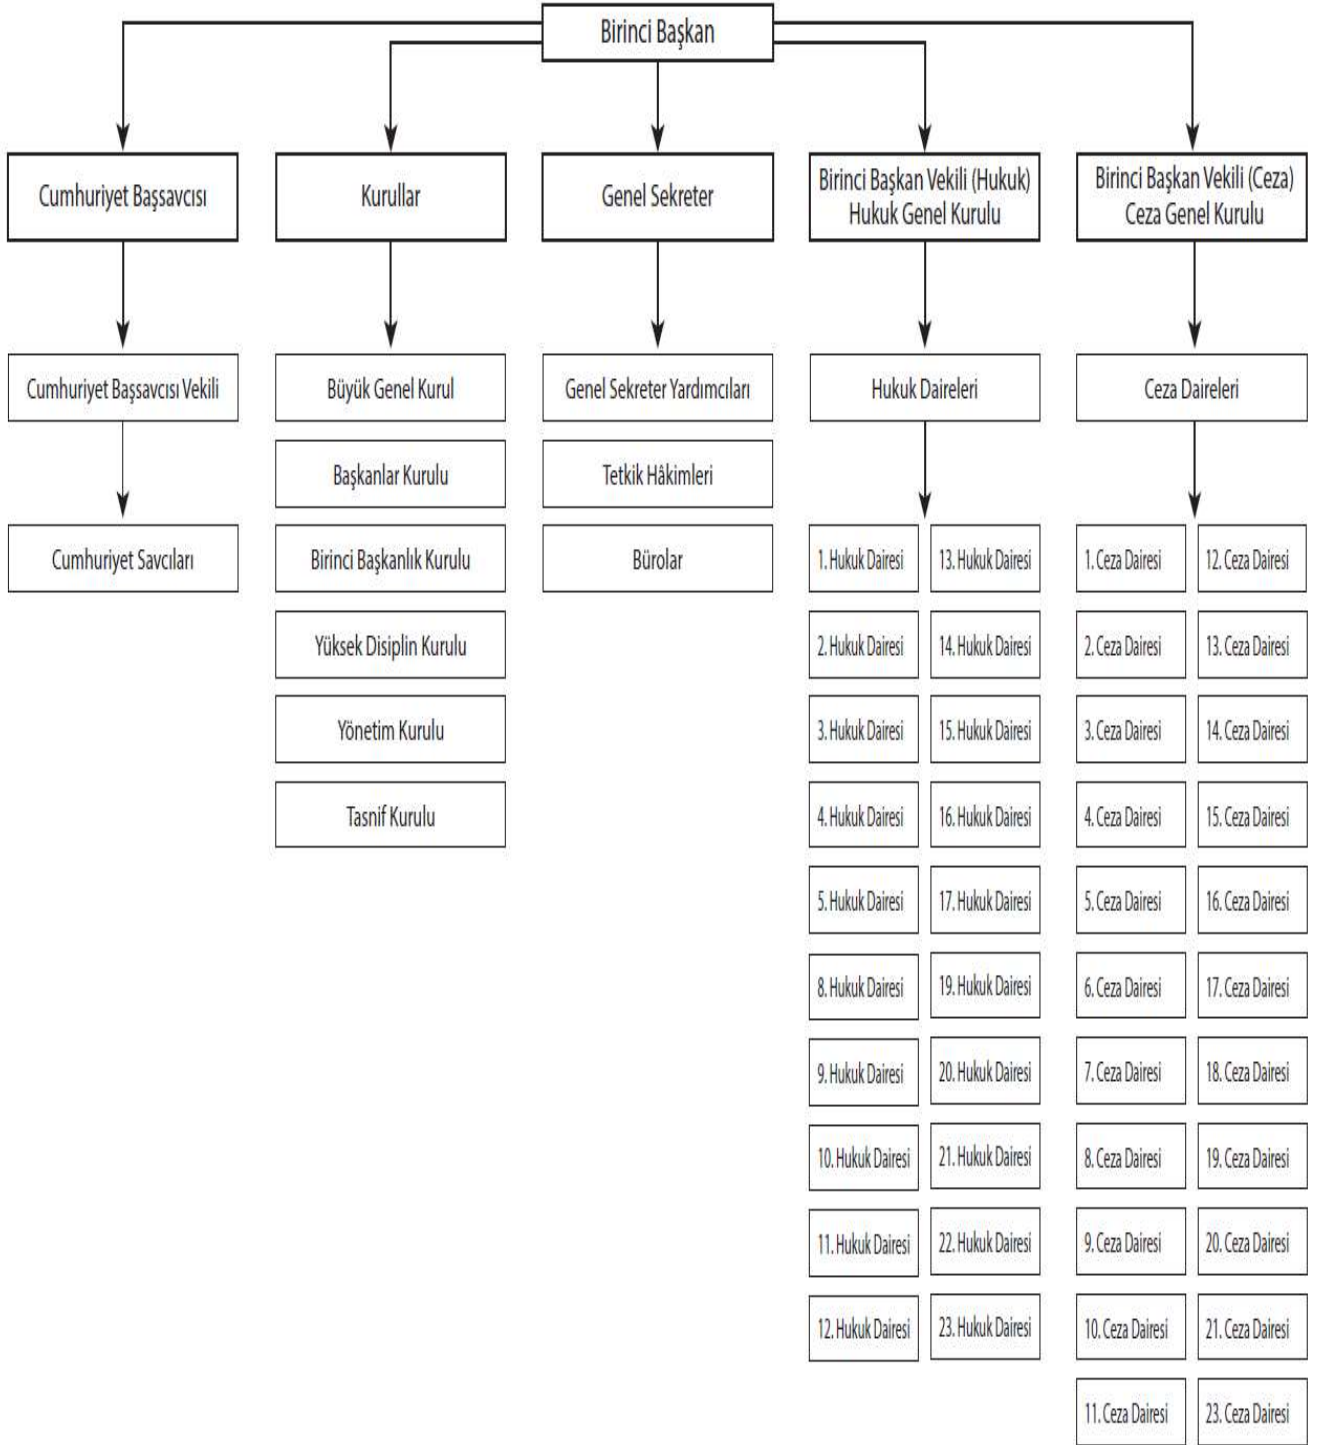 Birinci Başkan
Cumhuriyet Başsavcısı
Kurullar
Genel Sekreter
Birinci Başkan Vekili (Hukuk)
Hukuk Genel Kurulu
Birinci Başkan Vekili (Ceza)
Ceza Genel Kurulu
Cumhuriyet Başsavcısı Vekili
Büyük Genel Kurul
Genel Sekreter Yardımcıları
Hukuk Daireleri
Ceza Daireleri
Başkanlar Kurulu
Tetkik Hâkimleri
Cumhuriyet Savcıları
Birinci Başkanlık Kurulu
Bürolar
1. Hukuk Dairesi
13. Hukuk Dairesi
1. Ceza Dairesi
12. Ceza Dairesi
Yüksek Disiplin Kurulu
2. Hukuk Dairesi
14. Hukuk Dairesi
2. Ceza Dairesi
13. Ceza Dairesi
Yönetim Kurulu
3. Hukuk Dairesi
15. Hukuk Dairesi
3. Ceza Dairesi
14. Ceza Dairesi
Tasnif Kurulu
4. Hukuk Dairesi
16. Hukuk Dairesi
4. Ceza Dairesi
15. Ceza Dairesi
5. Hukuk Dairesi
17. Hukuk Dairesi
5. Ceza Dairesi
16. Ceza Dairesi
8. Hukuk Dairesi
19. Hukuk Dairesi
6. Ceza Dairesi
17. Ceza Dairesi
9. Hukuk Dairesi
20. Hukuk Dairesi
7. Ceza Dairesi
18. Ceza Dairesi
10. Hukuk Dairesi
21. Hukuk Dairesi
8. Ceza Dairesi
19. Ceza Dairesi
11. Hukuk Dairesi
22. Hukuk Dairesi
9. Ceza Dairesi
20. Ceza Dairesi
12. Hukuk Dairesi
23. Hukuk Dairesi
10. Ceza Dairesi
21. Ceza Dairesi
11. Ceza Dairesi
23. Ceza Dairesi